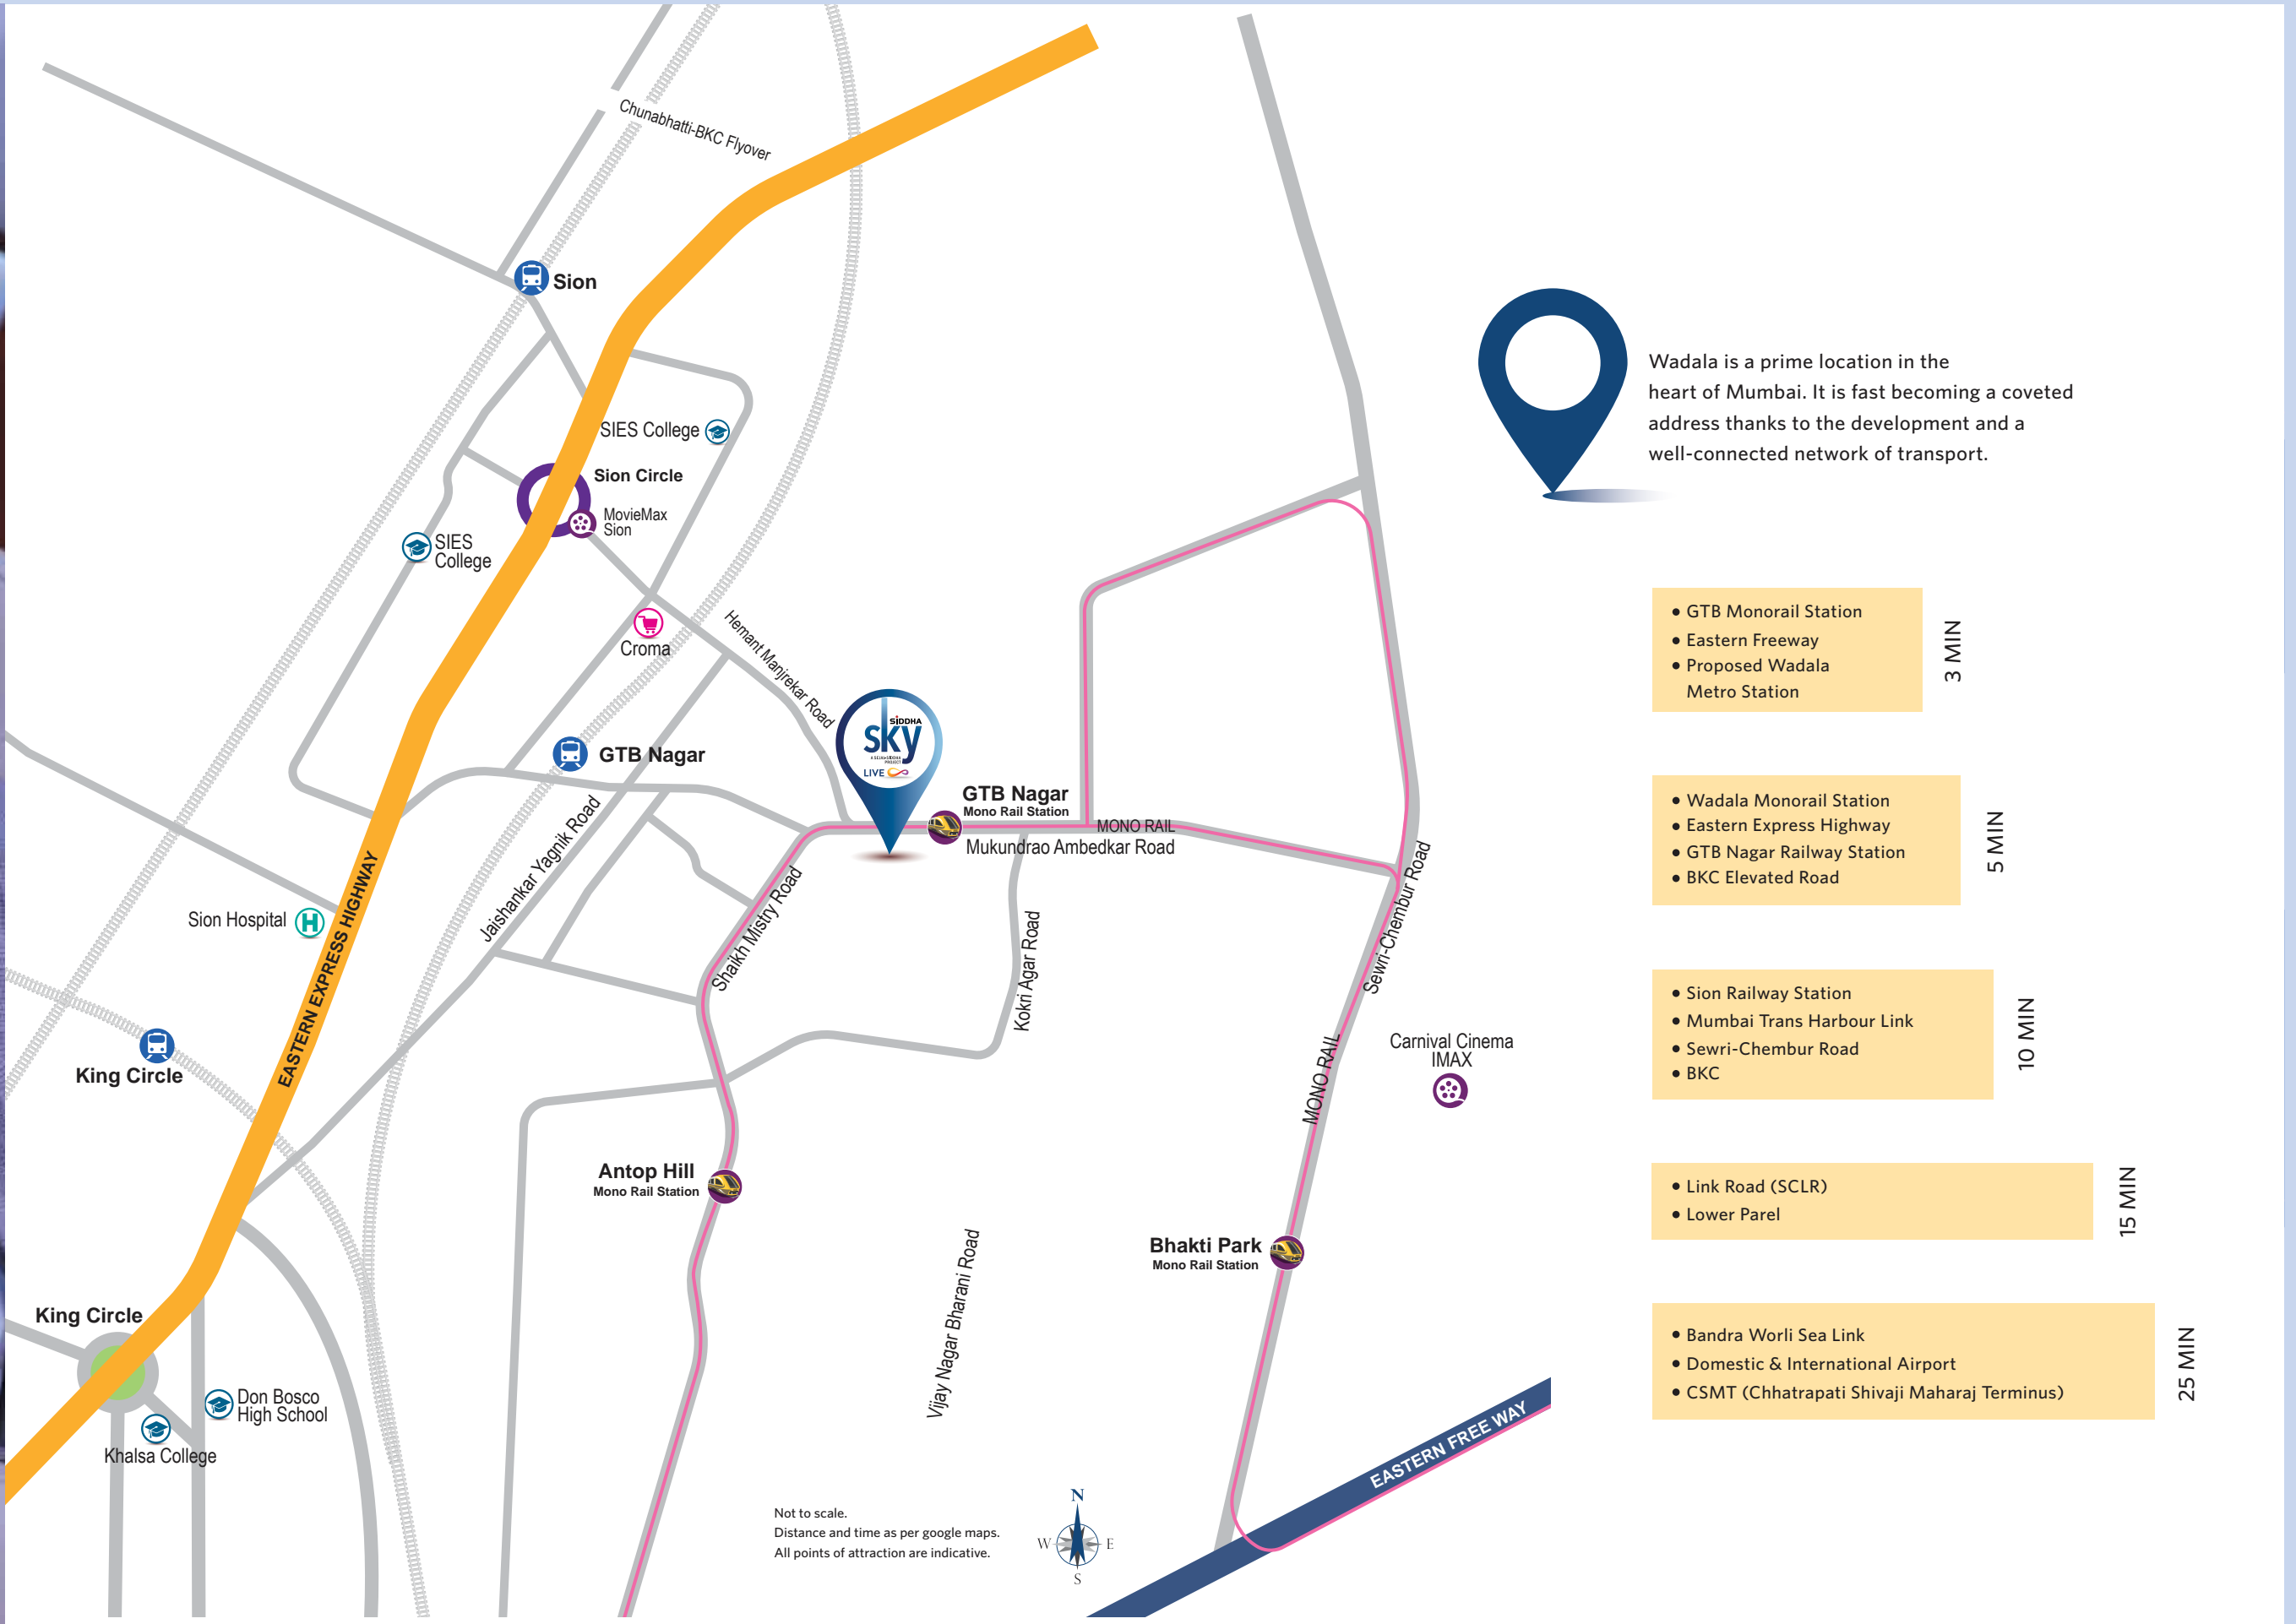 Chunabhatti-BKC Flyover
Sion
SIES College
Sion Circle
MovieMax
Sion
SIES
College
Croma
Hemant Manjrekar Road
SIDDHA
sky
LIVE
GTB Nagar
GTB Nagar
Mono Rail Station
MONO RAIL
Mukundrao Ambedkar Road
Jaishankar Yagnik Road
Shaikh Mistry Road
Kokri Agar Road
Sewri-Chembur Road
EASTERN EXPRESS HIGHWAY
Sion Hospital
H
King Circle
MONO RAIL
Carnival Cinema
IMAX
Antop Hill
Mono Rail Station
Vijay Nagar Bharani Road
Bhakti Park
Mono Rail Station
King Circle
Don Bosco
High School
Khalsa College
EASTERN FREE WAY
Not to scale.
Distance and time as per google maps.
All points of attraction are indicative.
N
W
E
S
Wadala is a prime location in the
heart of Mumbai. It is fast becoming a coveted
address thanks to the development and a
well-connected network of transport.
• GTB Monorail Station
• Eastern Freeway
• Proposed Wadala
Metro Station
3 MIN
• Wadala Monorail Station
• Eastern Express Highway
• GTB Nagar Railway Station
• BKC Elevated Road
5 MIN
• Sion Railway Station
• Mumbai Trans Harbour Link
• Sewri-Chembur Road
• BKC
10 MIN
• Link Road (SCLR)
• Lower Parel
15 MIN
• Bandra Worli Sea Link
• Domestic & International Airport
• CSMT (Chhatrapati Shivaji Maharaj Terminus)
25 MIN